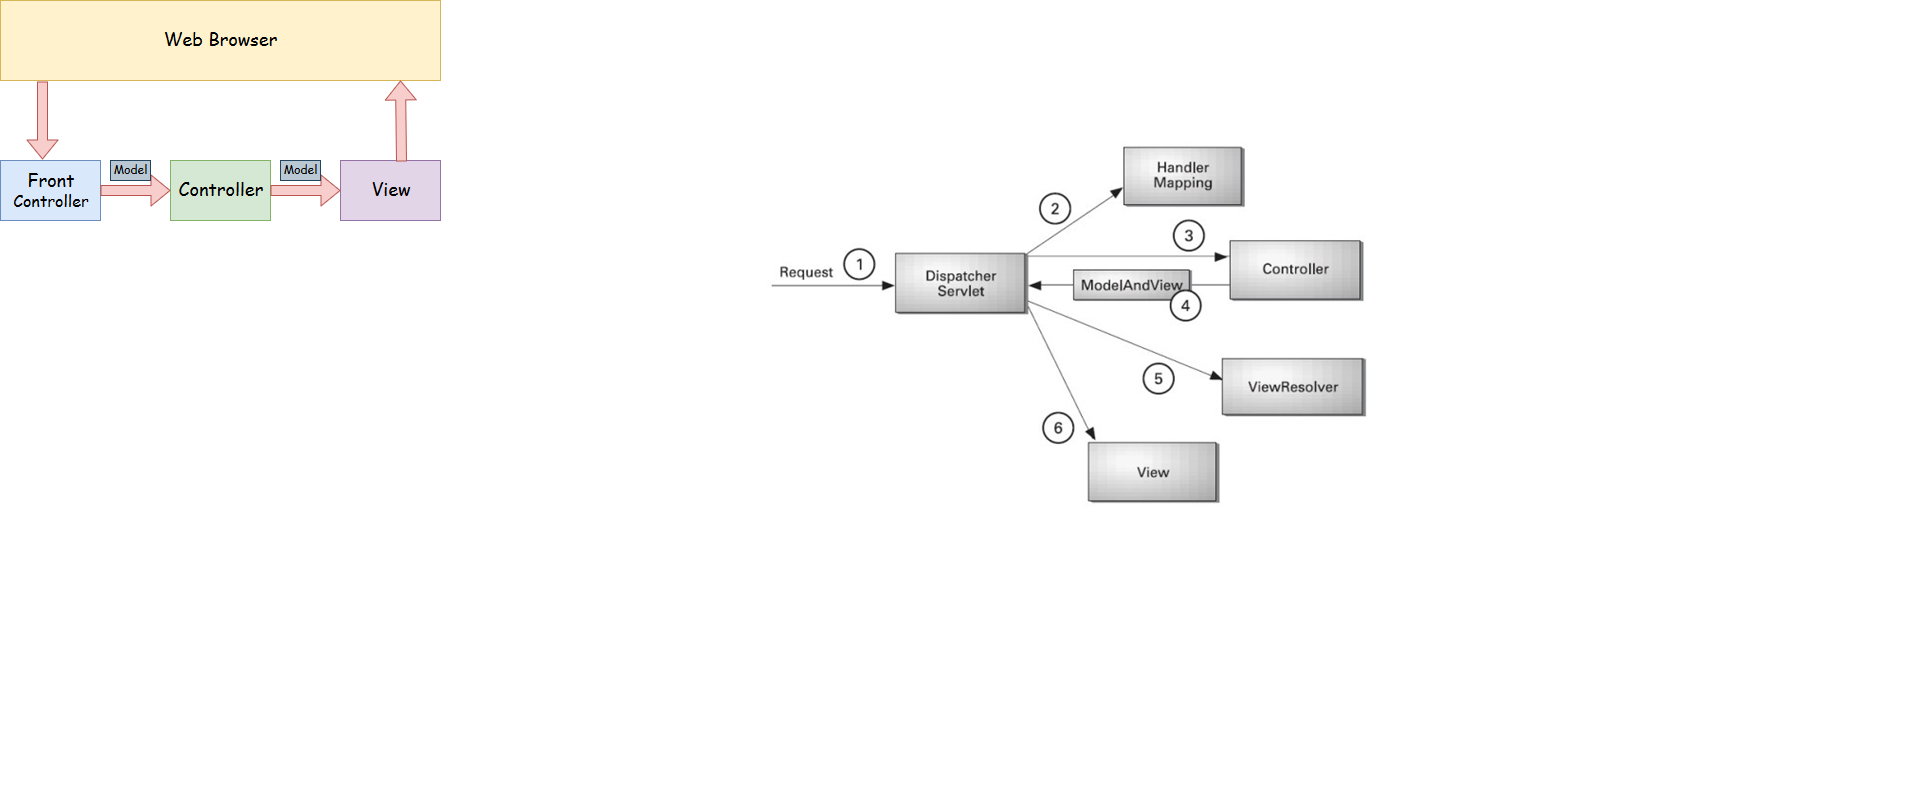 Web Browser
Model
Model
Front
Controller
Controller
View
Handler
Mapping
2
3
1
Request
Dispatcher
Servlet
Controller
ModelAndView
4
5
ViewResolver
6
View